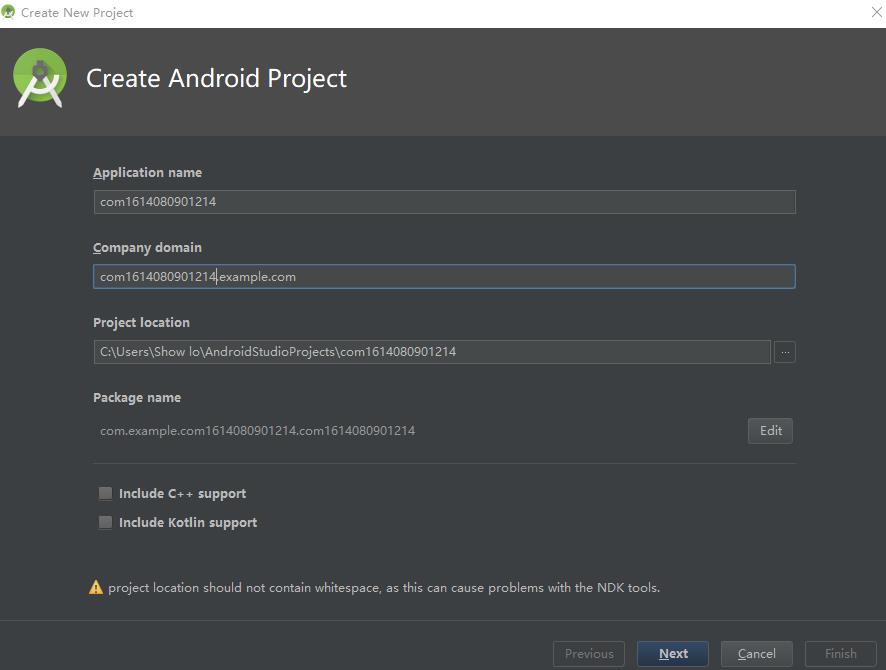 Create New Project
Create Android Project
Application name
com1614080901214
Company domain
com1614080901214.example.com
Project location
C:\Users\Show lo\AndroidStudioProjects\com1614080901214
...
Package name
com.example.com1614080901214.com1614080901214
Edit
Include C++ support
Include Kotlin support
project location should not contain whitespace, as this can cause problems with the NDK tools.
Previous Next Cancel Finish